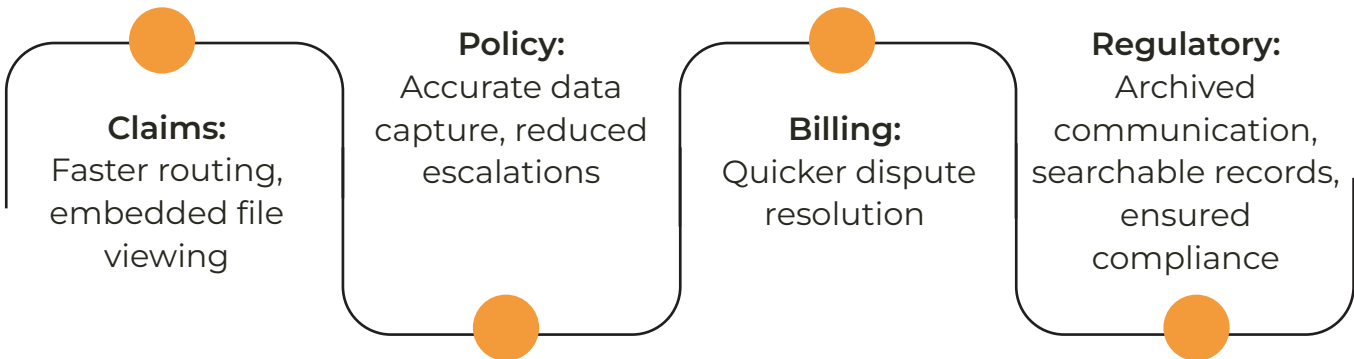 Claims:
Faster routing,
embedded file
viewing
Policy:
Accurate data
capture, reduced
escalations
Billing:
Quicker dispute
resolution
Regulatory:
Archived
communication,
searchable records,
ensured
compliance